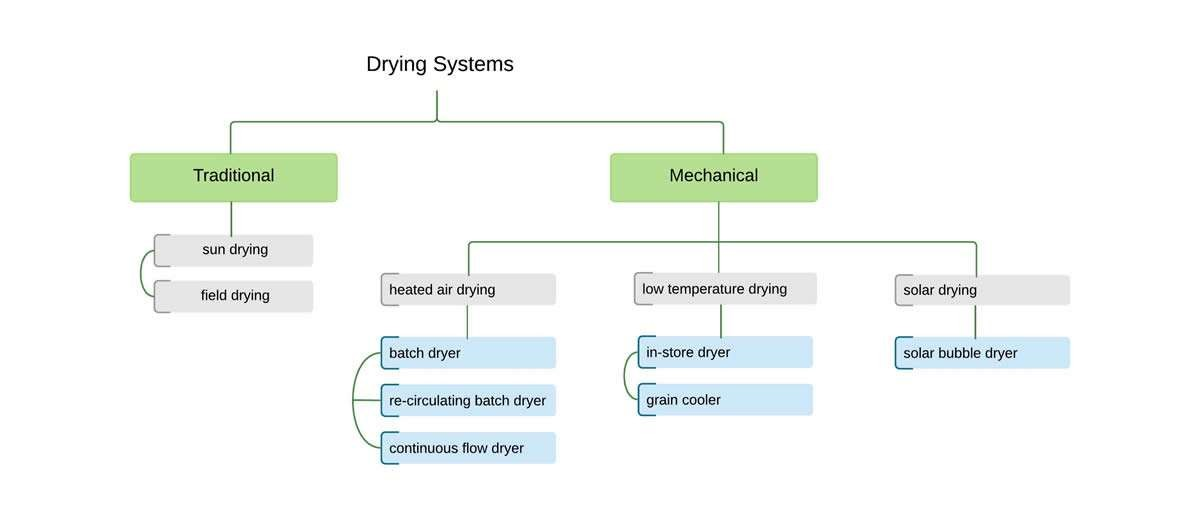 Drying Systems
Traditional
Mechanical
sun drying
field drying
heated air drying
low temperature drying
solar drying
batch dryer
in-store dryer
solar bubble dryer
re-circulating batch dryer
grain cooler
continuous flow dryer